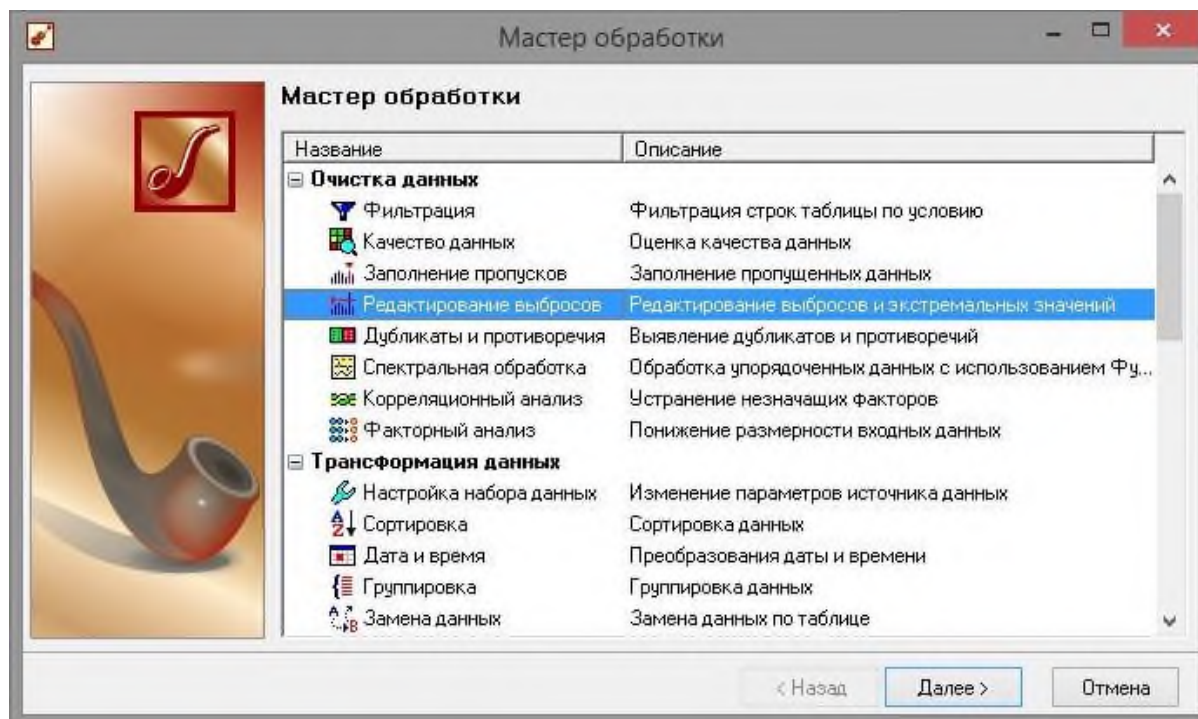 Мастер обработки
Мастер обработки
Название Описание
Очистка данных
Фильтрация Фильтрация строк таблицы по условию
Качество данных Оценка качества данных
Заполнение пропусков Заполнение пропущенных данных
Редактирование выбросов Редактирование выбросов и экстремальных значений
Дубликаты и противоречия Выявление дубликатов и противоречий
Спектральная обработка Обработка упорядоченных данных с использованием Фу...
Корреляционный анализ Устранение незначащих факторов
Факторный анализ Понижение размерности входных данных
Трансформация данных
Настройка набора данных Изменение параметров источника данных
Сортировка Сортировка данных
Дата и время Преобразования даты и времени
Группировка Группировка данных
Замена данных Замена данных по таблице
< Назад Далее > Отмена